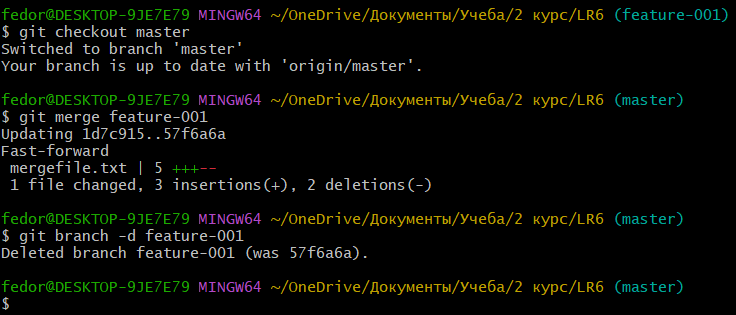 fedor@DESKTOP-9JE7E79 MINGW64 ~/OneDrive/Документы/Учеба/2 курс/LR6 (feature-001)
$ git checkout master
Switched to branch 'master'
Your branch is up to date with 'origin/master'.
fedor@DESKTOP-9JE7E79 MINGW64 ~/OneDrive/Документы/Учеба/2 курс/LR6 (master)
$ git merge feature-001
Updating 1d7c915..57f6a6a
Fast-forward
mergefile.txt | 5 +++--
1 file changed, 3 insertions(+), 2 deletions(-)
fedor@DESKTOP-9JE7E79 MINGW64 ~/OneDrive/Документы/Учеба/2 курс/LR6 (master)
$ git branch -d feature-001
Deleted branch feature-001 (was 57f6a6a).
fedor@DESKTOP-9JE7E79 MINGW64 ~/OneDrive/Документы/Учеба/2 курс/LR6 (master)
$